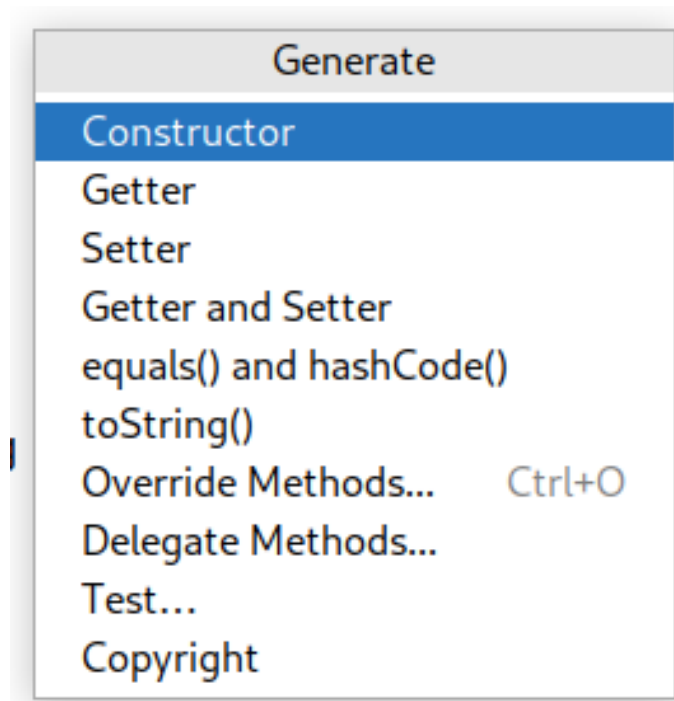 Generate
Constructor
Getter
Setter
Getter and Setter
equals() and hashCode()
toString()
Override Methods... Ctrl+O
Delegate Methods...
Test...
Copyright